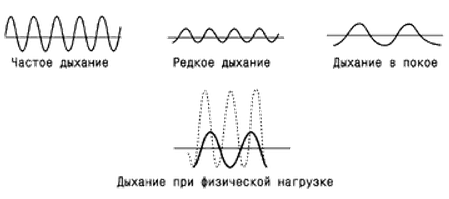 Частое дыхание
Редкое дыхание
Дыхание в покое
Дыхание при физической нагрузке